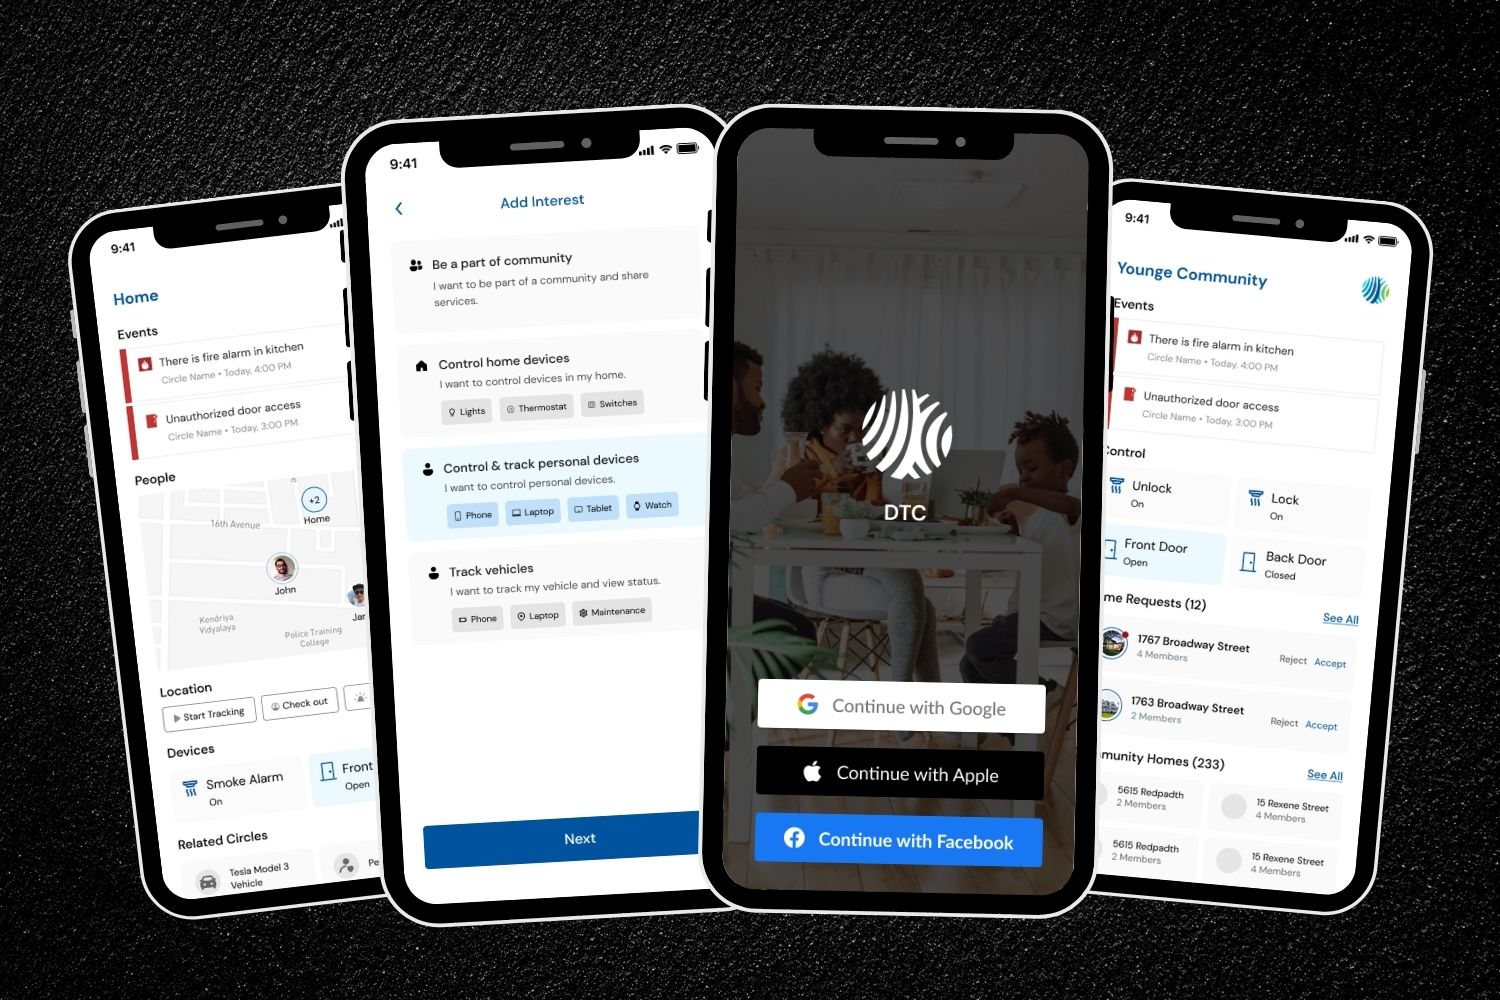 9:41
Home
Events
There is fire alarm in kitchen
Circle Name • Today, 4:00 PM
Unauthorized door access
Circle Name • Today, 3:00 PM
People
16th Avenue
+2
Home
John
Jar
Kendriya
Vidyalaya
Police Training
College
Location
Start Tracking
Check out
Devices
Smoke Alarm
On
Front
Open
Related Circles
Tesla Model 3
Vehicle
Pe
9:41
Add Interest
Be a part of community
I want to be part of a community and share
services.
Control home devices
I want to control devices in my home.
Lights
Thermostat
Switches
Control & track personal devices
I want to control personal devices.
Phone
Laptop
Tablet
Watch
Track vehicles
I want to track my vehicle and view status.
Phone
Laptop
Maintenance
Next
DTC
Continue with Google
Continue with Apple
Continue with Facebook
9:41
Younge Community
Events
There is fire alarm in kitchen
Circle Name • Today, 4:00 PM
Unauthorized door access
Circle Name • Today, 3:00 PM
ontrol
Unlock
On
Lock
On
Front Door
Open
Back Door
Closed
me Requests (12)
See All
1767 Broadway Street
4 Members
Reject
Accept
1763 Broadway Street
2 Members
Reject
Accept
munity Homes (233)
See All
5615 Redpadth
2 Members
15 Rexene Street
4 Members
5615 Redpadth
2 Members
15 Rexene Street
4 Members